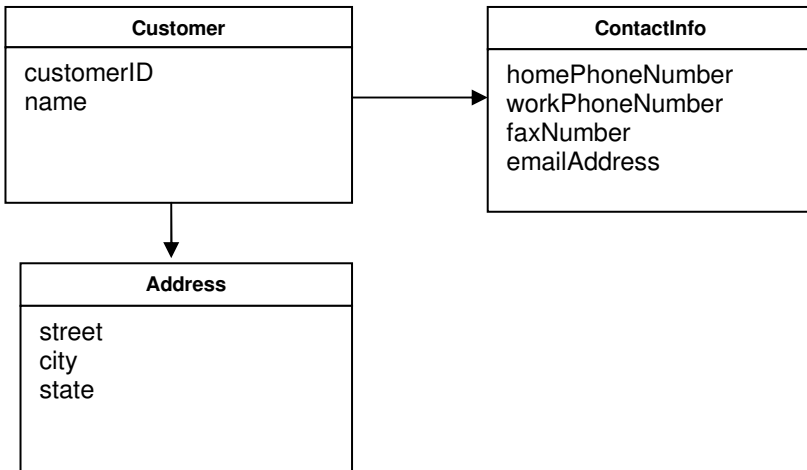 Customer
customerID
name
ContactInfo
homePhoneNumber
workPhoneNumber
faxNumber
emailAddress
Address
street
city
state